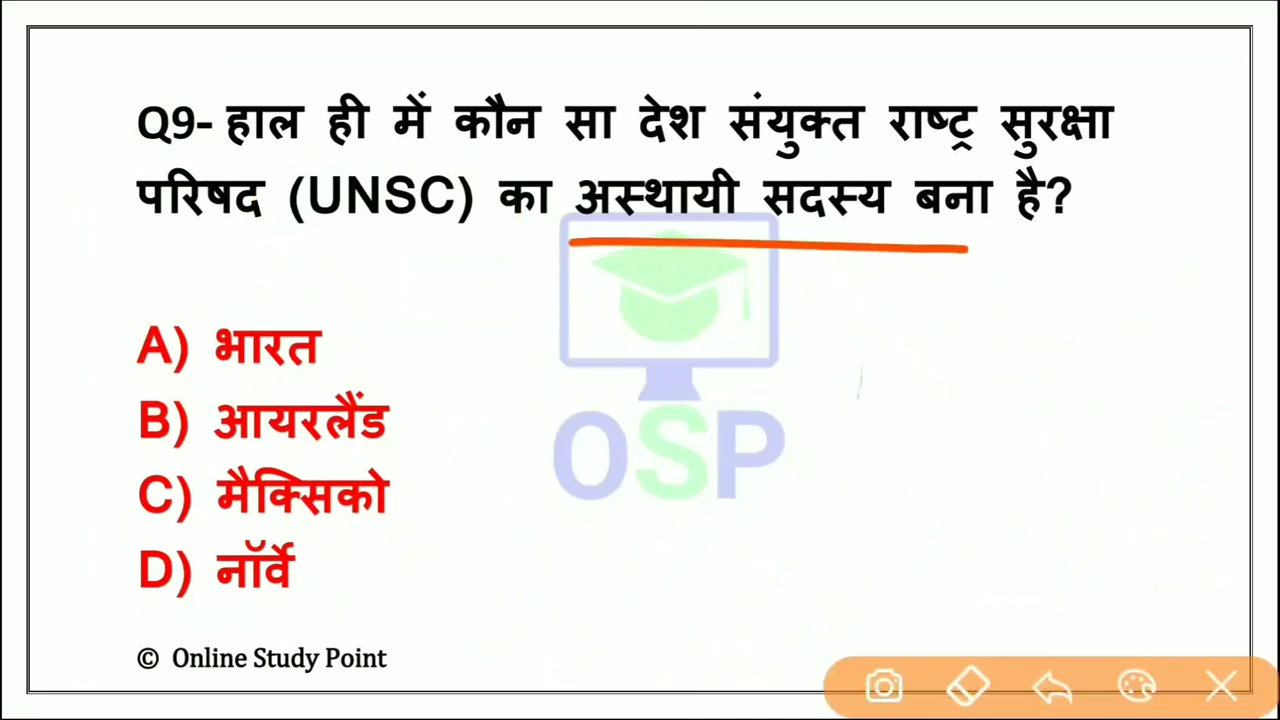 Q9- हाल ही में कौन सा देश संयुक्त राष्ट्र सुरक्षा
परिषद (UNSC) का अस्थायी सदस्य बना है?
A) भारत
B) आयरलैंड
C) मैक्सिको
D) नॉर्वे
OSP
© Online Study Point